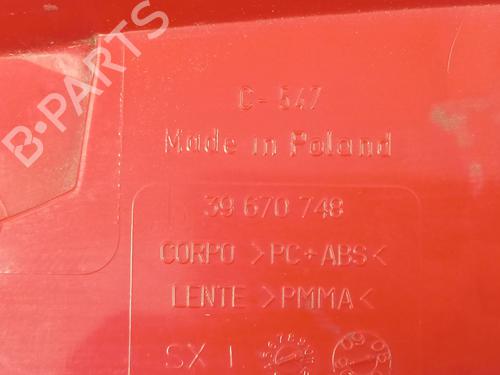 B-PARTS
C-547
Made in Poland
39 670 748
CORPO >PC+ABS<
LENTE >PMMA<
SX I